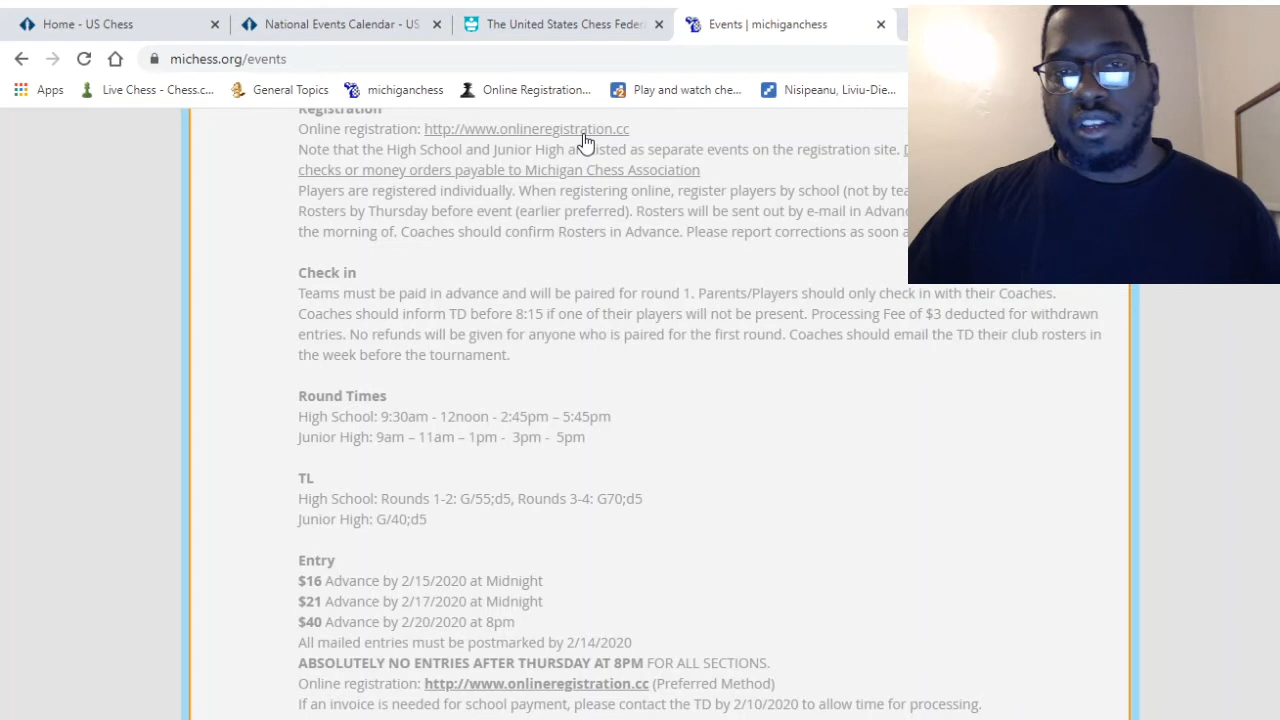 Home - US Chess
National Events Calendar - US
The United States Chess Feder
Events | michiganchess
michess.org/events
Apps
Live Chess - Chess.c...
General Topics
michiganchess
Online Registration...
Play and watch che...
Nisipeanu, Liviu-Die...
Registration
Online registration: http://www.onlineregistration.cc
Note that the High School and Junior High are listed as separate events on the registration site.
checks or money orders payable to Michigan Chess Association
Players are registered individually. When registering online, register players by school (not by tea
Rosters by Thursday before event (earlier preferred). Rosters will be sent out by e-mail in Advanc
the morning of. Coaches should confirm Rosters in Advance. Please report corrections as soon a
Check in
Teams must be paid in advance and will be paired for round 1. Parents/Players should only check in with their Coaches.
Coaches should inform TD before 8:15 if one of their players will not be present. Processing Fee of $3 deducted for withdrawn
entries. No refunds will be given for anyone who is paired for the first round. Coaches should email the TD their club rosters in
the week before the tournament.
Round Times
High School: 9:30am - 12noon - 2:45pm – 5:45pm
Junior High: 9am – 11am – 1pm - 3pm - 5pm
TL
High School: Rounds 1-2: G/55;d5, Rounds 3-4: G70;d5
Junior High: G/40;d5
Entry
$16 Advance by 2/15/2020 at Midnight
$21 Advance by 2/17/2020 at Midnight
$40 Advance by 2/20/2020 at 8pm
All mailed entries must be postmarked by 2/14/2020
ABSOLUTELY NO ENTRIES AFTER THURSDAY AT 8PM FOR ALL SECTIONS.
Online registration: http://www.onlineregistration.cc (Preferred Method)
If an invoice is needed for school payment, please contact the TD by 2/10/2020 to allow time for processing.